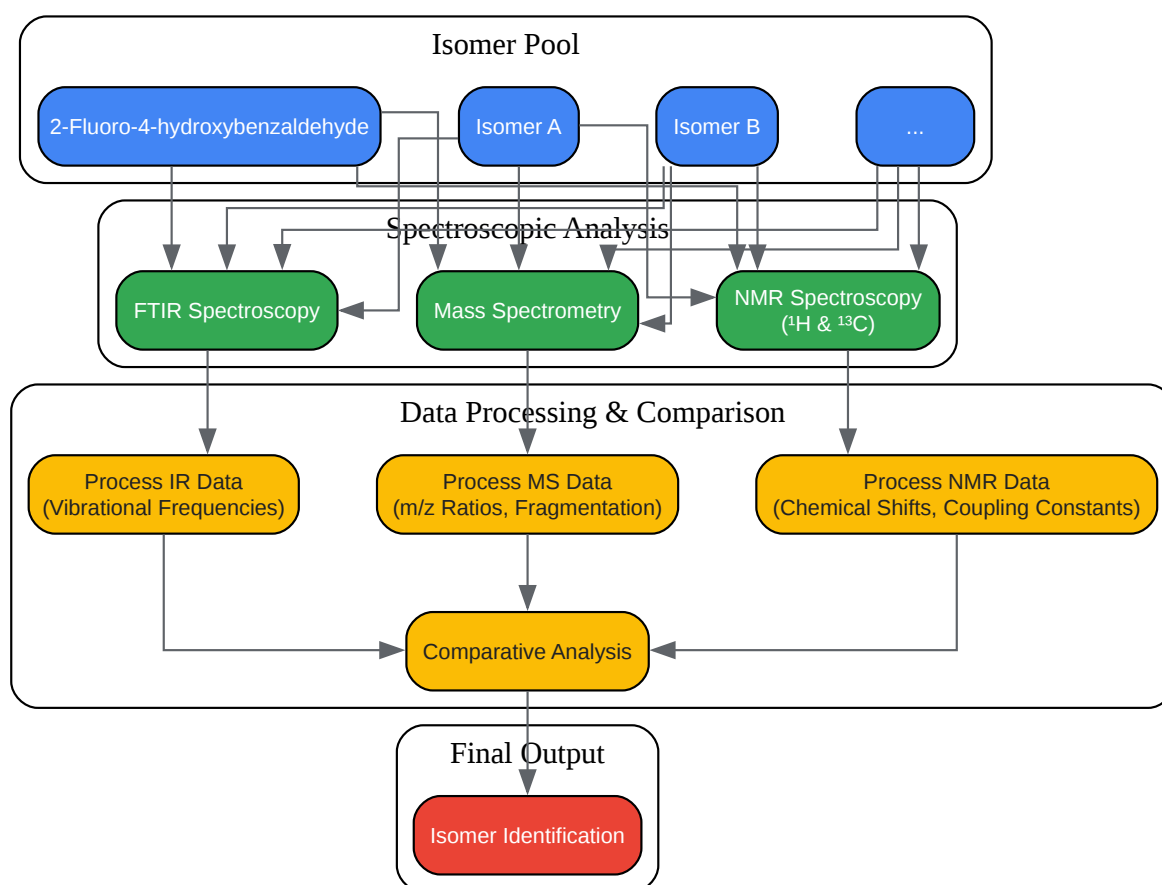 Isomer Pool
2-Fluoro-4-hydroxybenzaldehyde
Isomer A
Isomer B
...
Spectroscopic Analysis
FTIR Spectroscopy
Mass Spectrometry
NMR Spectroscopy
(¹H & ¹³C)
Data Processing & Comparison
Process IR Data
(Vibrational Frequencies)
Process MS Data
(m/z Ratios, Fragmentation)
Process NMR Data
(Chemical Shifts, Coupling Constants)
Comparative Analysis
Final Output
Isomer Identification